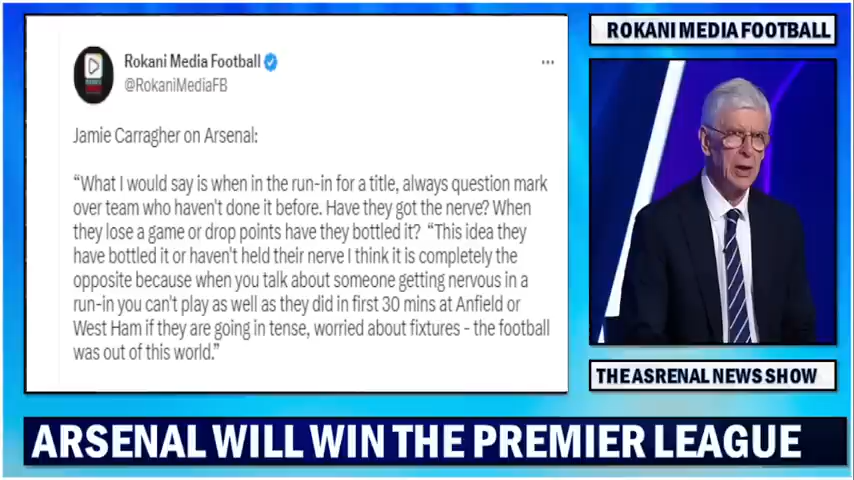 Rokani Media Football
@RokaniMediaFB
Jamie Carragher on Arsenal:
“What I would say is when in the run-in for a title, always question mark
over team who haven't done it before. Have they got the nerve? When
they lose a game or drop points have they bottled it? “This idea they
have bottled it or haven't held their nerve I think it is completely the
opposite because when you talk about someone getting nervous in a
run-in you can't play as well as they did in first 30 mins at Anfield or
West Ham if they are going in tense, worried about fixtures - the football
was out of this world.”
ROKANI MEDIA FOOTBALL
THE ASRENAL NEWS SHOW
ARSENAL WILL WIN THE PREMIER LEAGUE